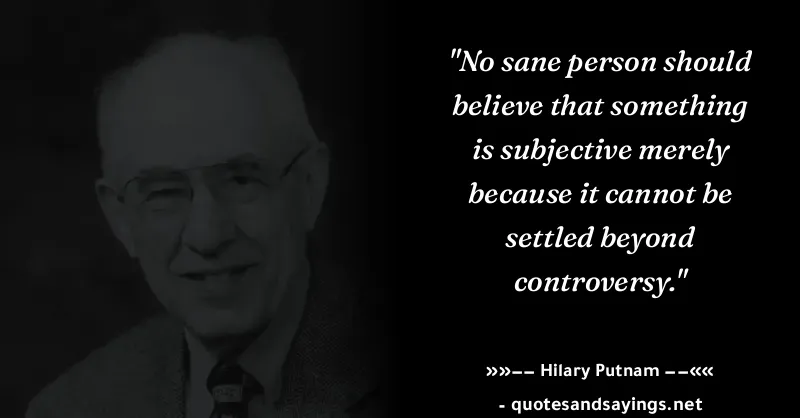 "No sane person should
believe that something
is subjective merely
because it cannot be
settled beyond
controversy."
»»–– Hilary Putnam ––««
- quotesandsayings.net